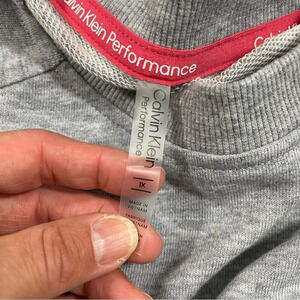 Calvin Klein Performance
Calvin Klein
Performance
1X
MADE IN
VIETNAM